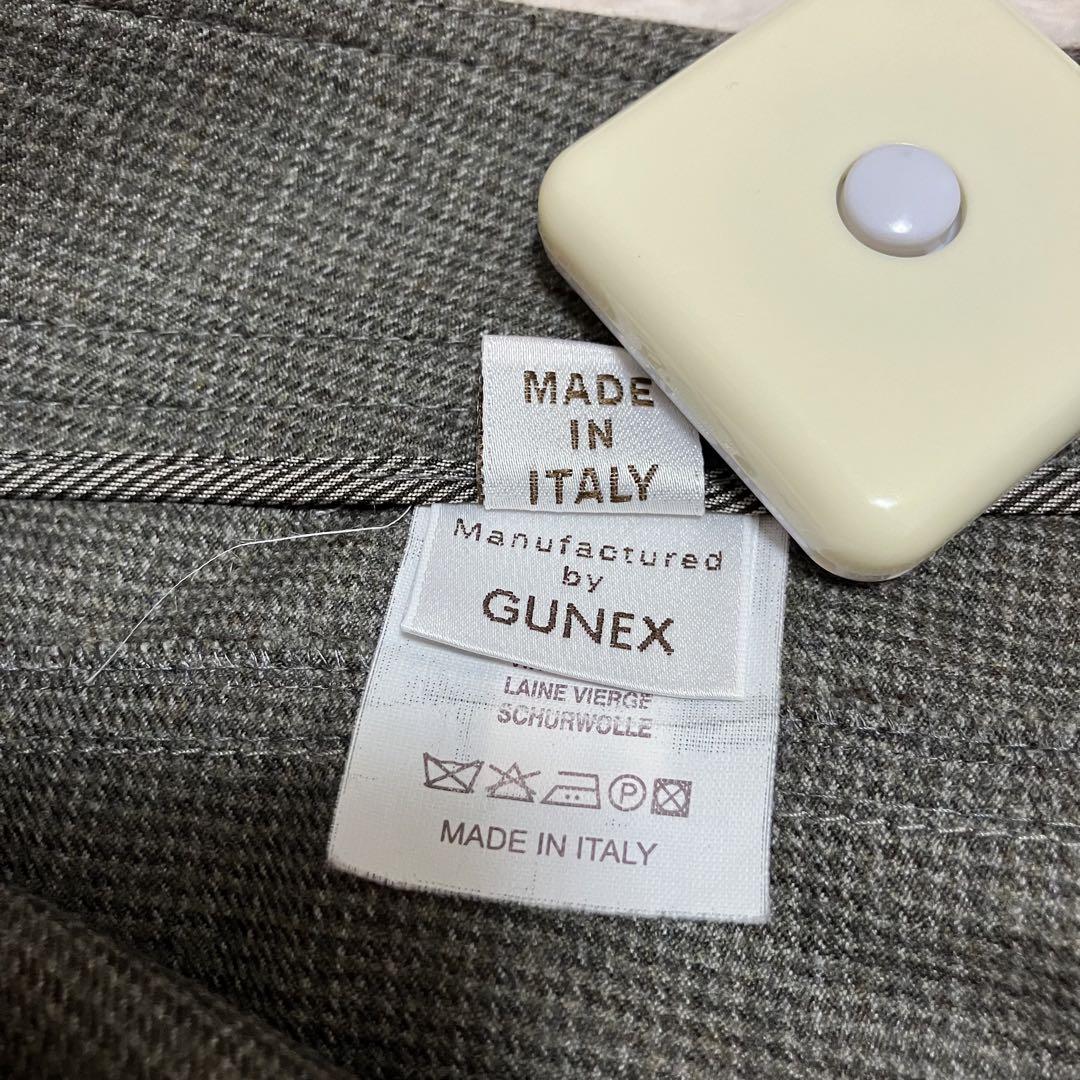 MADE
IN
ITALY
Manufactured
by
GUNEX
LAINE VIERGE
SCHURWOLLE
P
MADE IN ITALY